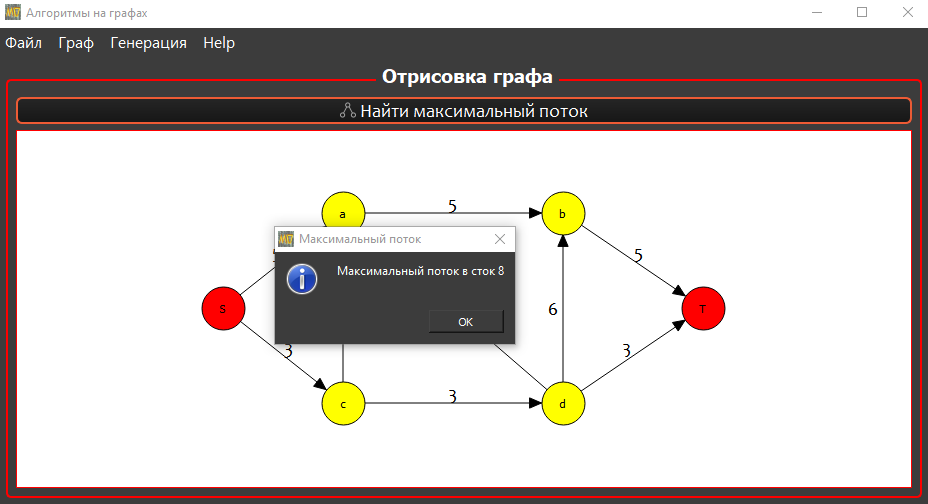 Алгоритмы на графах
Файл Граф Генерация Help
Отрисовка графа
Найти максимальный поток
a
5
b
Максимальный поток
Максимальный поток в сток 8
OK
5
S
6
T
3
3
c
3
d